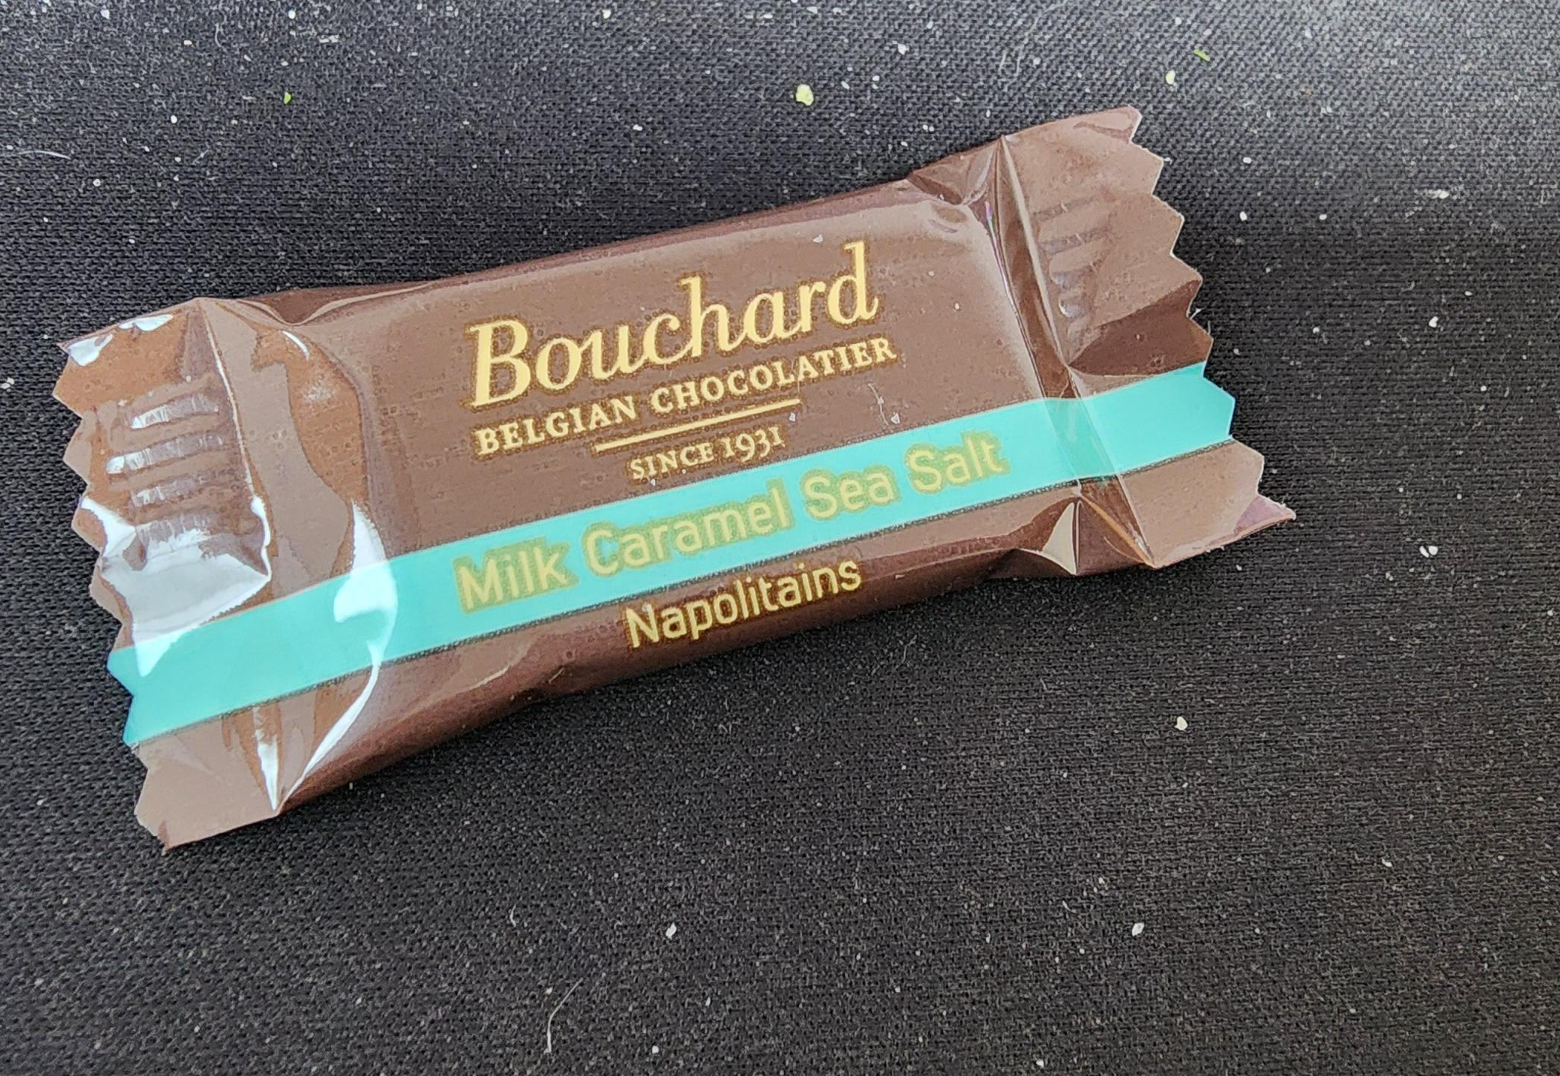 Bouchard
BELGIAN CHOCOLATIER
SINCE 1931
Milk Caramel Sea Salt
Napolitains